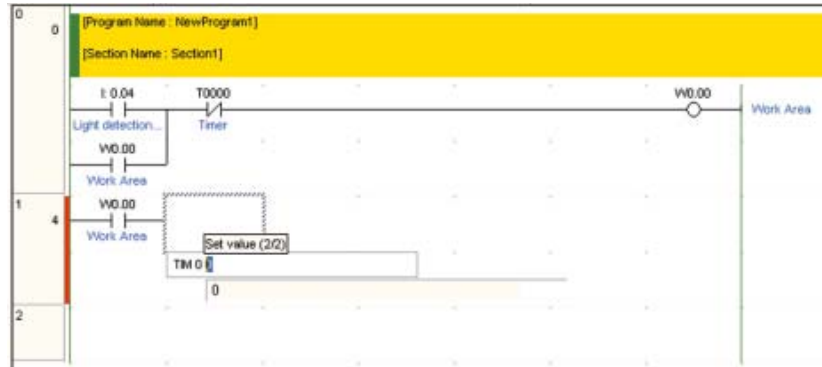 0
0
[Program Name : NewProgram1]
[Section Name : Section1]
I: 0.04 T0000 W0.00
Light detection... Timer Work Area
W0.00
Work Area
1
4
W0.00
Work Area
Set value (2/2)
TIM 0 0
0
2